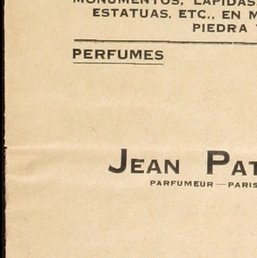 MONUMENTOS, LAPIDAS,
ESTATUAS, ETC., EN M
PIEDRA
PERFUMES
JEAN PAT
PARFUMEUR—PARIS